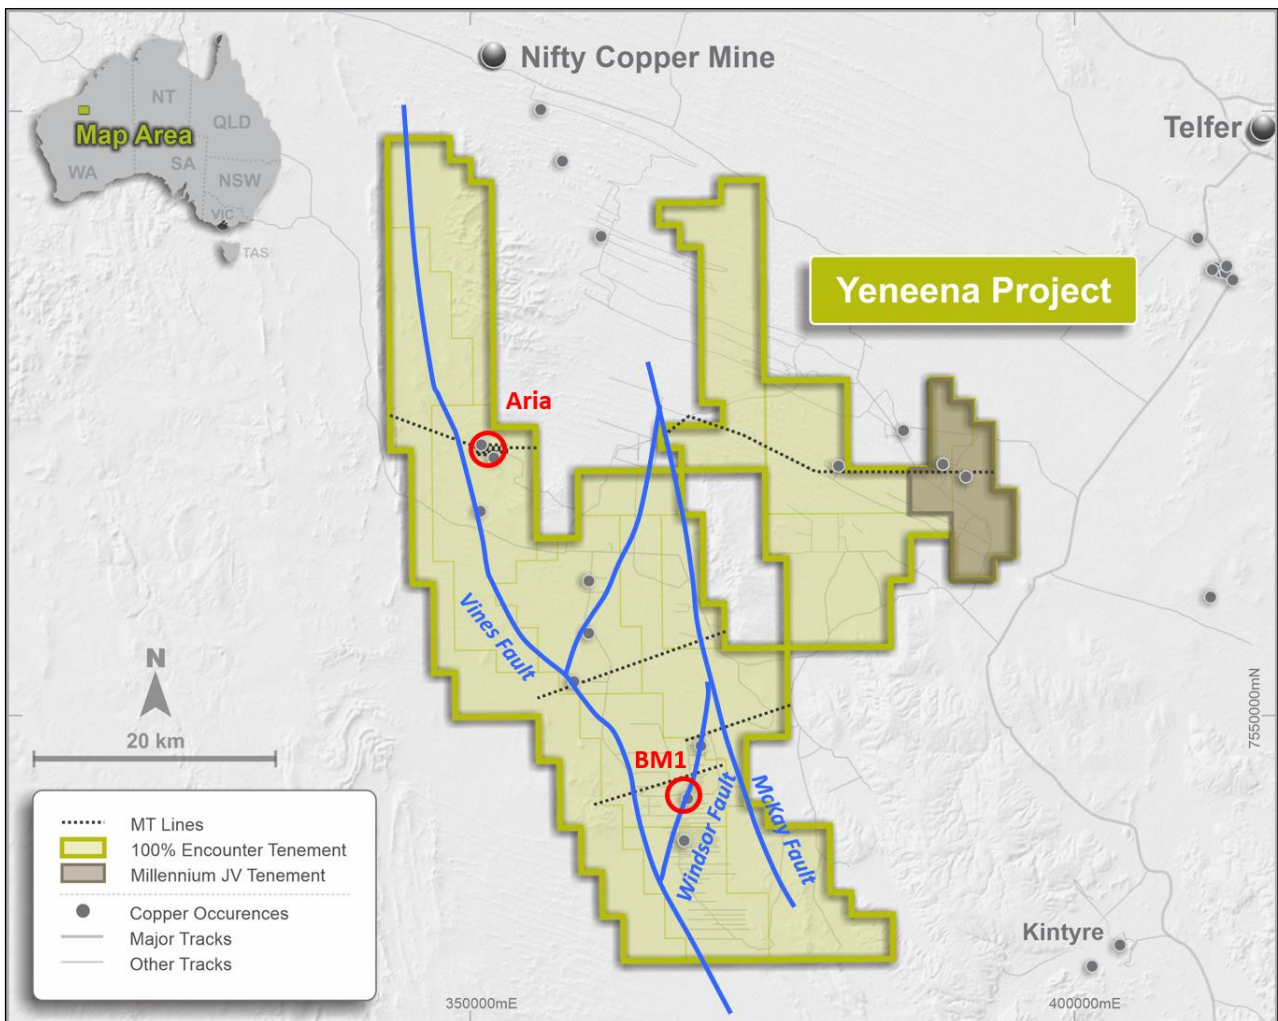 Nifty Copper Mine
NT
QLD
Map Area
WA
SA
NSW
VIC
TAS
Telfer
Yeneena Project
Aria
Vines Fault
N
20 km
7550000mN
BM1
Windsor Fault
McKay Fault
MT Lines
100% Encounter Tenement
Millennium JV Tenement
Copper Occurences
Major Tracks
Other Tracks
Kintyre
350000mE
400000mE